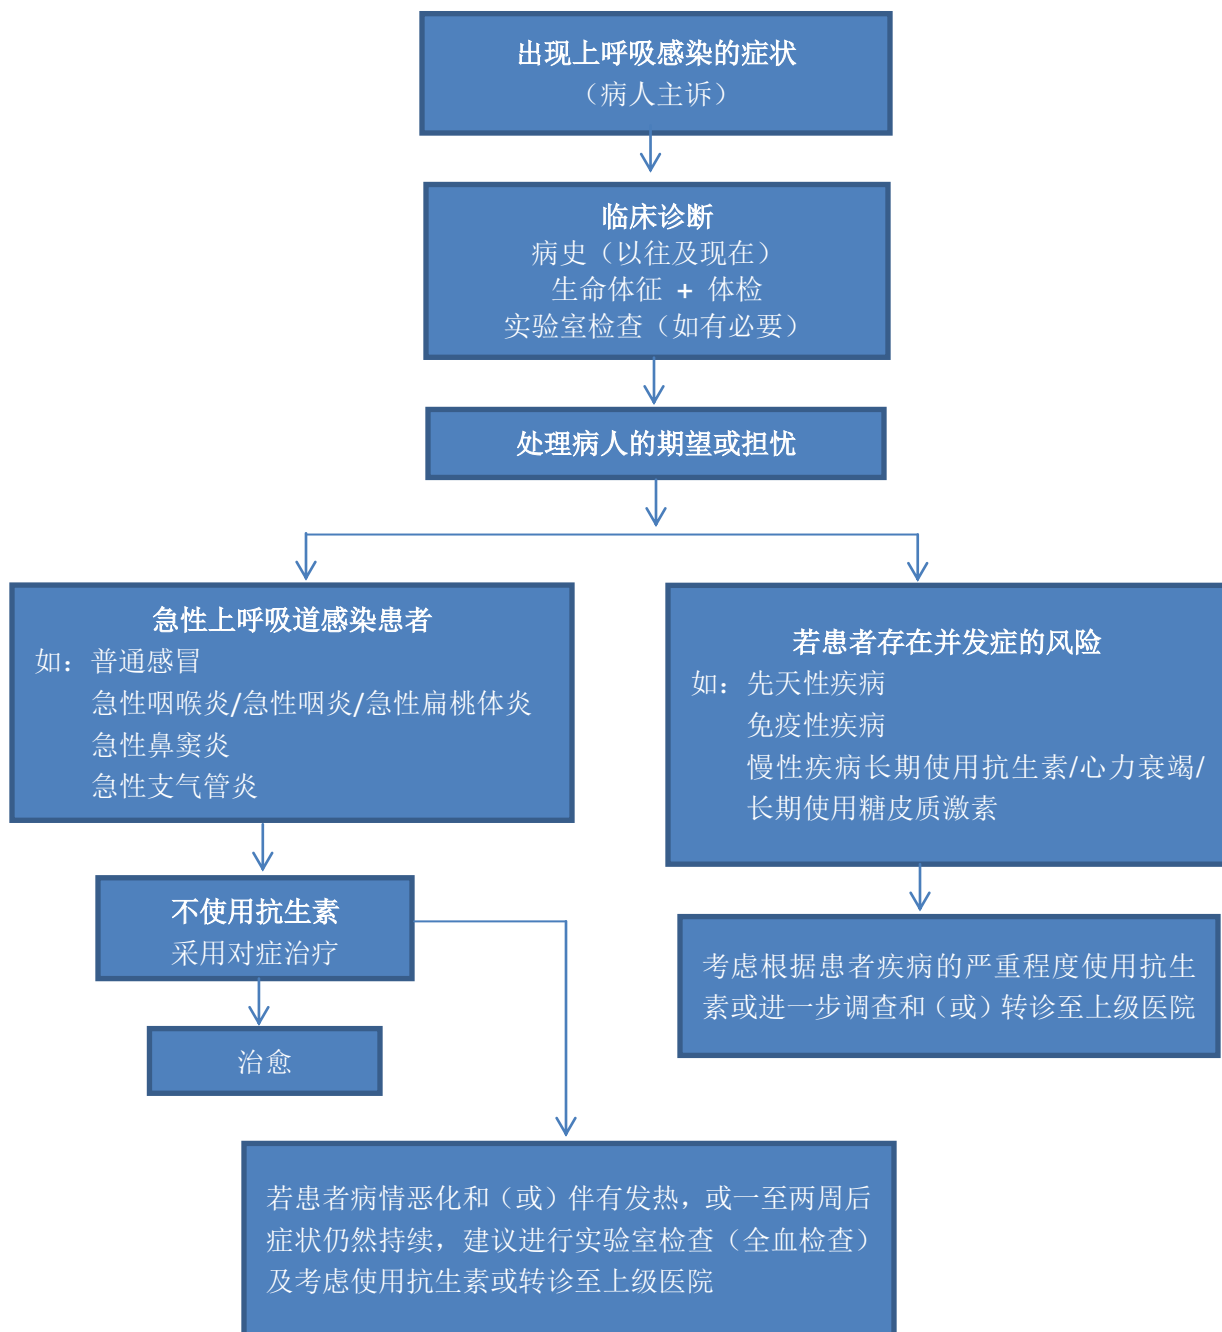 出现上呼吸感染的症状
（病人主诉）
临床诊断
病史（以往及现在）
生命体征 + 体检
实验室检查（如有必要）
处理病人的期望或担忧
急性上呼吸道感染患者
如：普通感冒
急性咽喉炎/急性咽炎/急性扁桃体炎
急性鼻窦炎
急性支气管炎
若患者存在并发症的风险
如：先天性疾病
免疫性疾病
慢性疾病长期使用抗生素/心力衰竭/
长期使用糖皮质激素
不使用抗生素
采用对症治疗
考虑根据患者疾病的严重程度使用抗生
素或进一步调查和（或）转诊至上级医院
治愈
若患者病情恶化和（或）伴有发热，或一至两周后
症状仍然持续，建议进行实验室检查（全血检查）
及考虑使用抗生素或转诊至上级医院